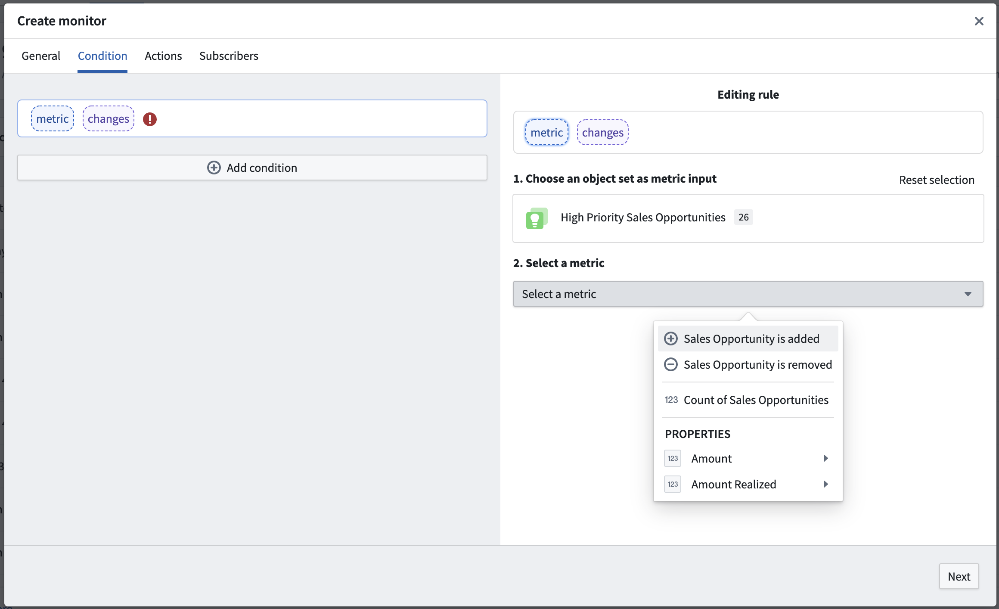 Create monitor
General Condition Actions Subscribers
metric changes
Add condition
Editing rule
metric changes
1. Choose an object set as metric input
Reset selection
High Priority Sales Opportunities 26
2. Select a metric
Select a metric
Sales Opportunity is added
Sales Opportunity is removed
123 Count of Sales Opportunities
PROPERTIES
123 Amount
123 Amount Realized
Next